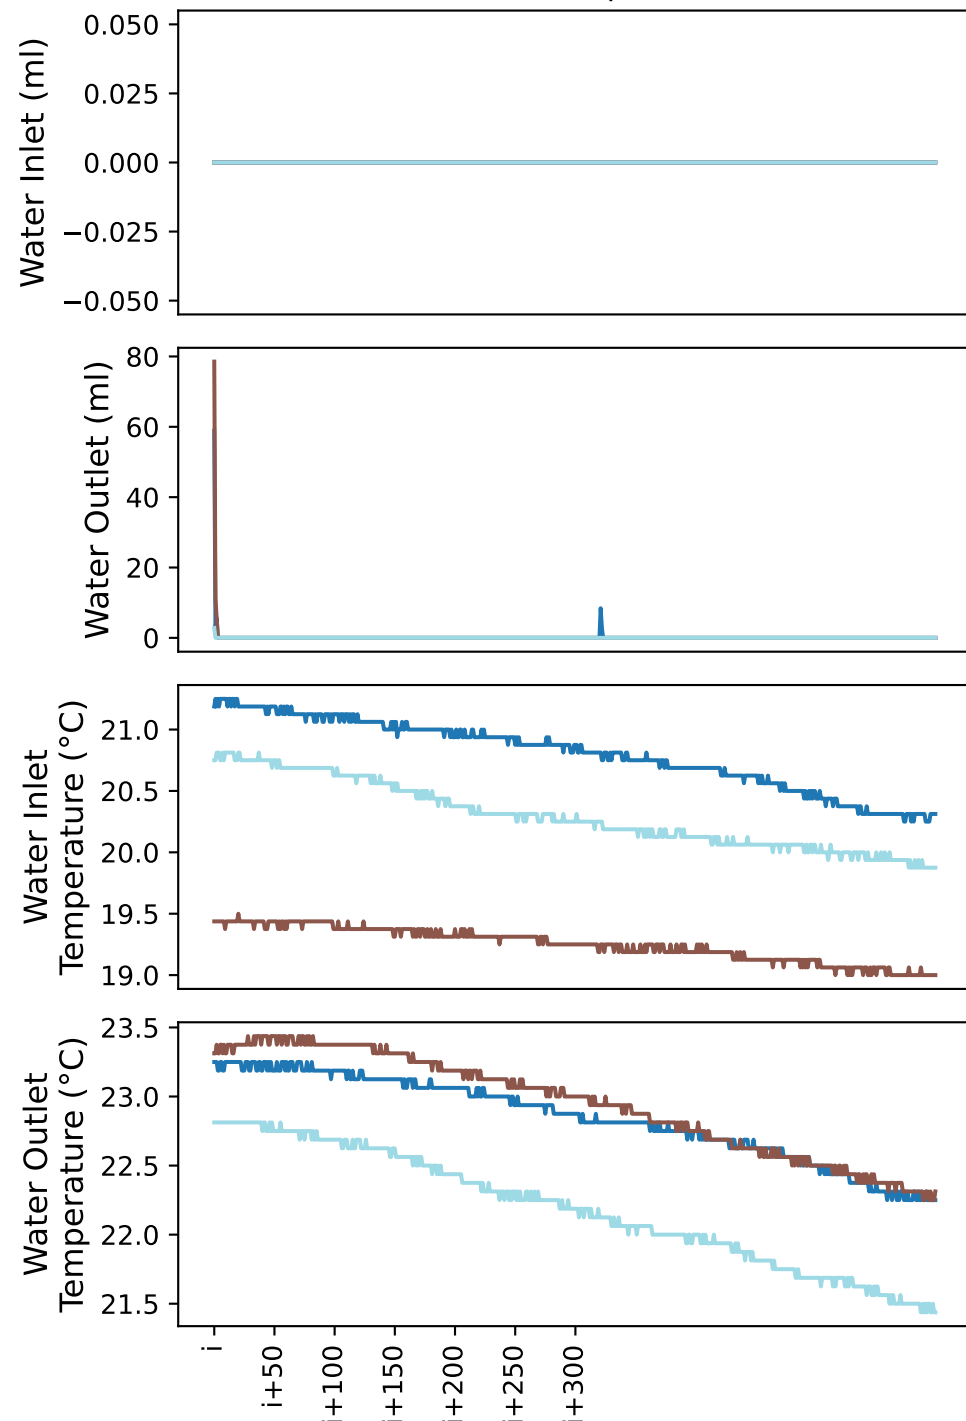 0.050
0.025
0.000
−0.025
−0.050
Water Inlet (ml)
80
60
40
20
0
Water Outlet (ml)
21.0
20.5
20.0
19.5
19.0
Water Inlet
Temperature (°C)
23.5
23.0
22.5
22.0
21.5
Water Outlet
Temperature (°C)
i
i+50
i+100
i+150
i+200
i+250
i+300